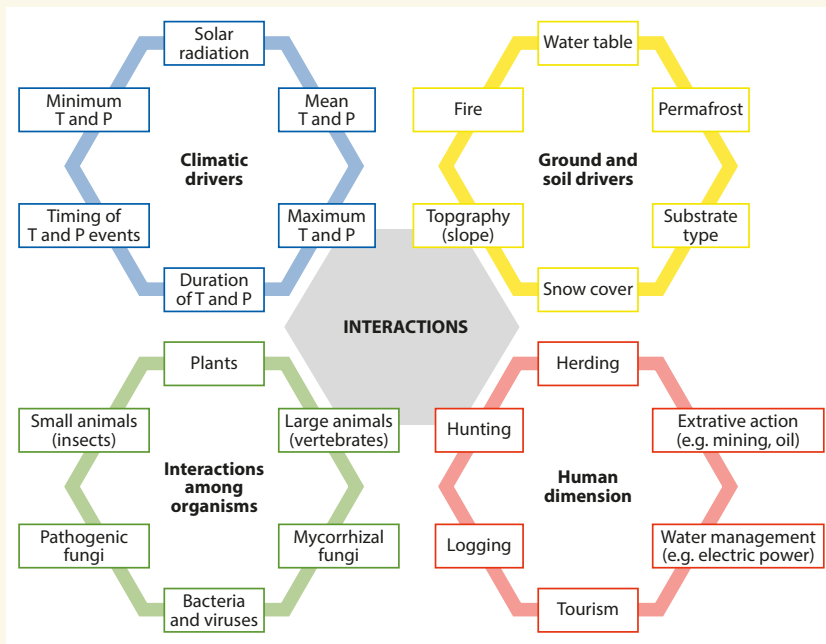 Solar
radiation
Minimum
T and P
Mean
T and P
Climatic
drivers
Timing of
T and P events
Maximum
T and P
Duration
of T and P
Water table
Fire
Permafrost
Ground and
soil drivers
Topgraphy
(slope)
Substrate
type
Snow cover
INTERACTIONS
Plants
Small animals
(insects)
Large animals
(vertebrates)
Interactions
among
organisms
Pathogenic
fungi
Mycorrhizal
fungi
Bacteria
and viruses
Herding
Hunting
Extrative action
(e.g. mining, oil)
Human
dimension
Logging
Water management
(e.g. electric power)
Tourism